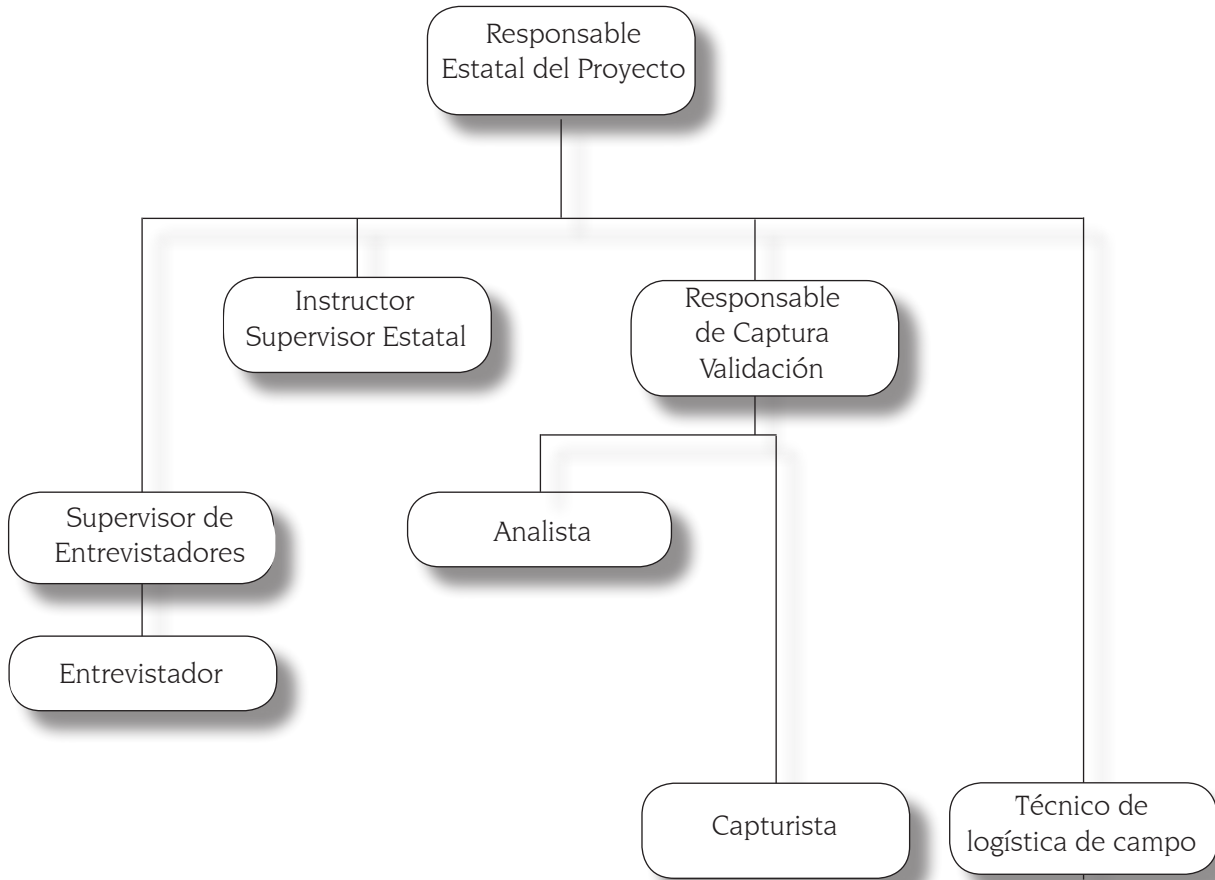 Responsable
Estatal del Proyecto
Instructor
Supervisor Estatal
Responsable
de Captura
Validación
Supervisor de
Entrevistadores
Analista
Entrevistador
Capturista
Técnico de
logística de campo